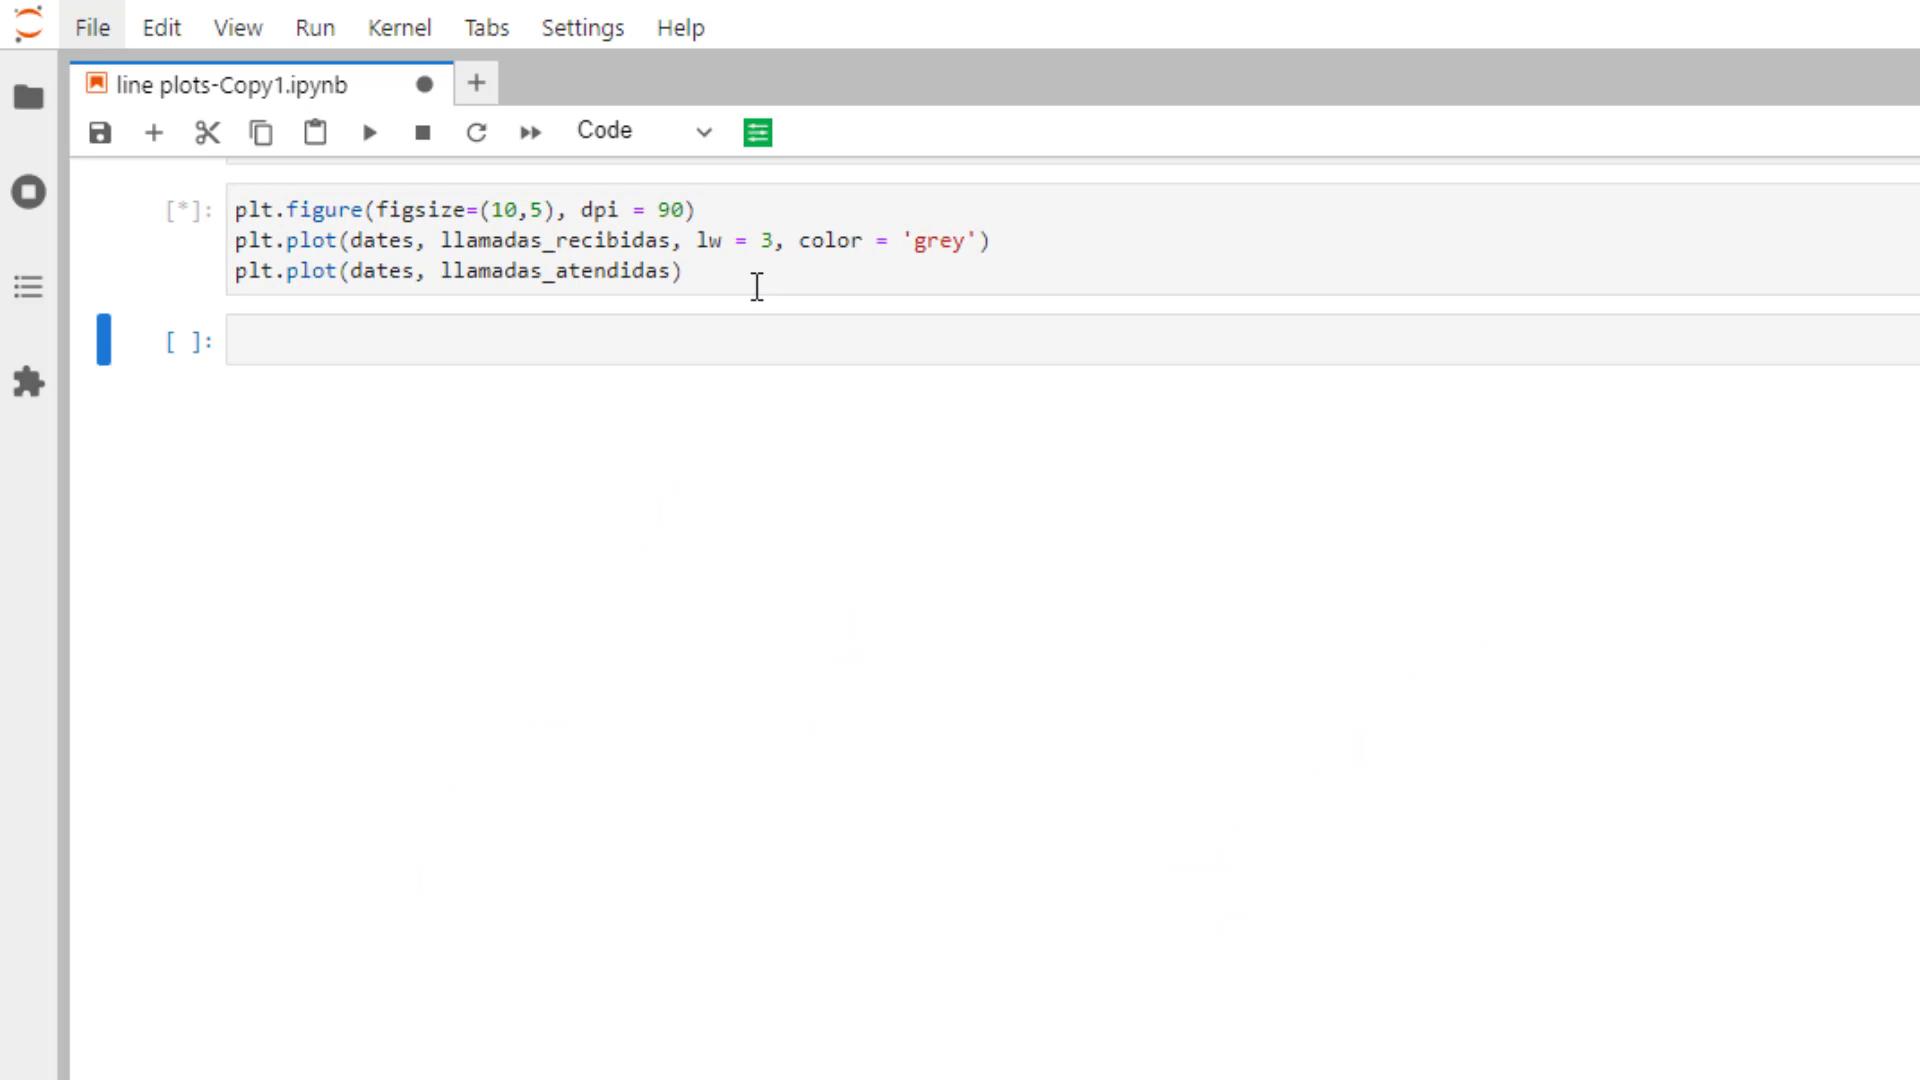 File Edit View Run Kernel Tabs Settings Help
line plots-Copy1.ipynb
Code
[*]: plt.figure(figsize=(10,5), dpi = 90)
plt.plot(dates, llamadas_recibidas, lw = 3, color = 'grey')
plt.plot(dates, llamadas_atendidas)
[ ]: